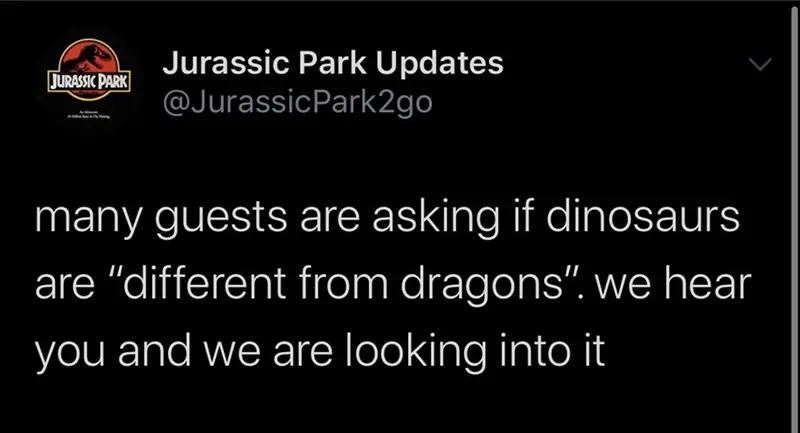 JURASSIC PARK
Jurassic Park Updates
@JurassicPark2go
many guests are asking if dinosaurs
are “different from dragons”. we hear
you and we are looking into it